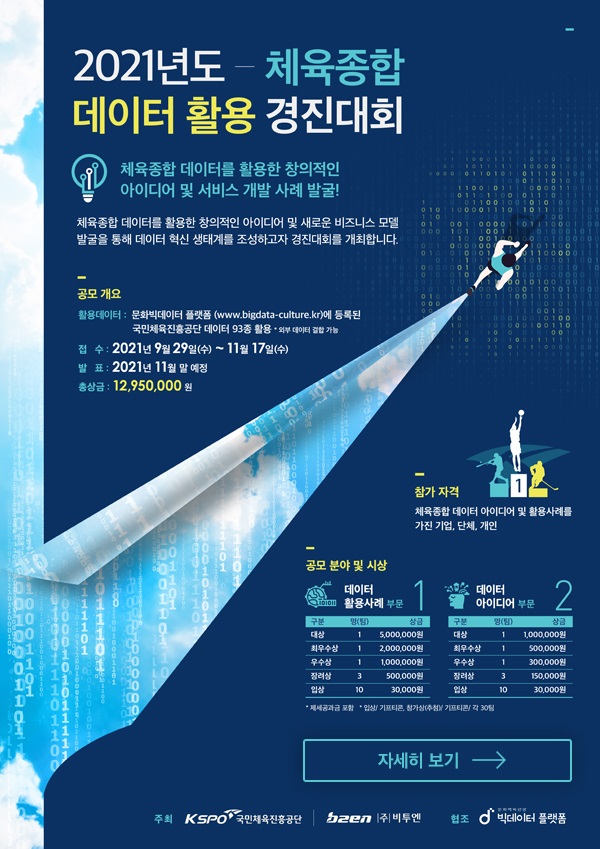 2021년도 – 체육종합
데이터 활용 경진대회
체육종합 데이터를 활용한 창의적인
아이디어 및 서비스 개발 사례 발굴!
체육종합 데이터를 활용한 창의적인 아이디어 및 새로운 비즈니스 모델
발굴을 통해 데이터 혁신 생태계를 조성하고자 경진대회를 개최합니다.
공모 개요
활용데이터 : 문화빅데이터 플랫폼 (www.bigdata-culture.kr)에 등록된
국민체육진흥공단 데이터 93종 활용 * 외부 데이터 결합 가능
접 수 : 2021년 9월 29일(수) ~ 11월 17일(수)
발 표 : 2021년 11월 말 예정
총상금 : 12,950,000 원
1
참가 자격
체육종합 데이터 아이디어 및 활용사례를
가진 기업, 단체, 개인
공모 분야 및 시상
데이터
활용사례 부문 1
구분 명(팀) 상금
대상 1 5,000,000원
최우수상 1 2,000,000원
우수상 1 1,000,000원
장려상 3 500,000원
입상 10 30,000원
데이터
아이디어 부문 2
구분 명(팀) 상금
대상 1 1,000,000원
최우수상 1 500,000원
우수상 1 300,000원
장려상 3 150,000원
입상 10 30,000원
* 제세공과금 포함 * 입상/ 기프티콘, 참가상(추첨)/ 기프티콘/ 각 30팀
자세히 보기
주최 KSPO 국민체육진흥공단 b2en (주)비투엔 협조 문화체육관광 빅데이터 플랫폼